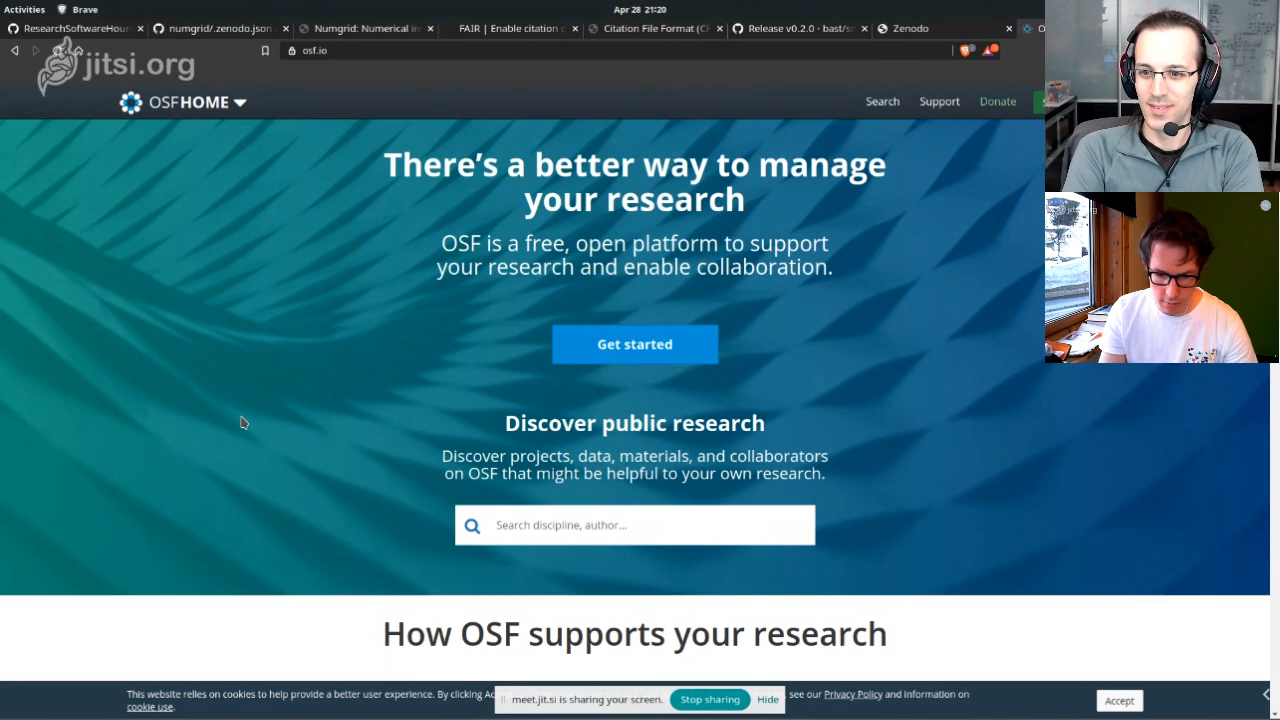 Activities Brave Apr 28 21:20
ResearchSoftwareHour numgrid/.zenodo.json Numgrid: Numerical in FAIR | Enable citation Citation File Format (CF Release v0.2.0 · bast/ Zenodo
osf.io
jitsi.org
OSFHOME Search Support Donate
There's a better way to manage
your research
OSF is a free, open platform to support
your research and enable collaboration.
Get started
Discover public research
Discover projects, data, materials, and collaborators
on OSF that might be helpful to your own research.
Search discipline, author...
How OSF supports your research
This website relies on cookies to help provide a better user experience. By clicking Ac
see our Privacy Policy and information on
cookie use.
meet.jit.si is sharing your screen. Stop sharing Hide
Accept